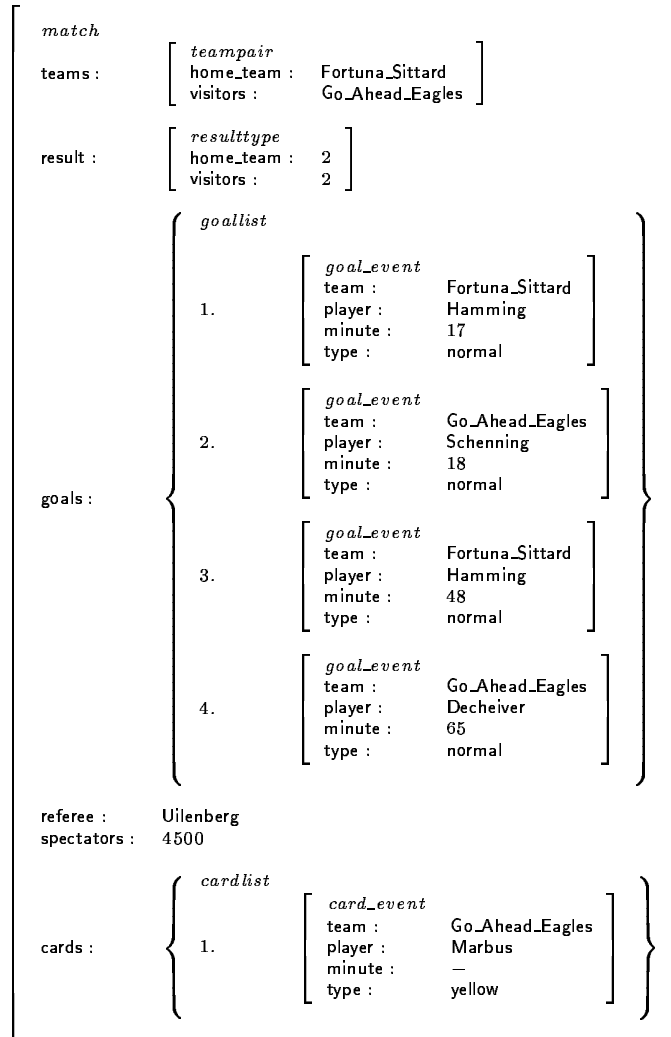 match
teams : teampair
home_team : Fortuna_Sittard
visitors : Go_Ahead_Eagles
result : resulttype
home_team : 2
visitors : 2
goals : goallist
1. goal_event
team : Fortuna_Sittard
player : Hamming
minute : 17
type : normal
2. goal_event
team : Go_Ahead_Eagles
player : Schenning
minute : 18
type : normal
3. goal_event
team : Fortuna_Sittard
player : Hamming
minute : 48
type : normal
4. goal_event
team : Go_Ahead_Eagles
player : Decheiver
minute : 65
type : normal
referee : Uilenberg
spectators : 4500
cards : cardlist
1. card_event
team : Go_Ahead_Eagles
player : Marbus
minute : –
type : yellow